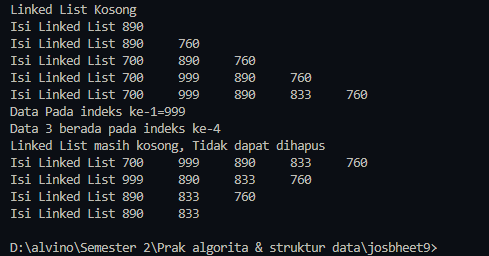 Linked List Kosong
Isi Linked List 890
Isi Linked List 890 760
Isi Linked List 700 890 760
Isi Linked List 700 999 890 760
Isi Linked List 700 999 890 833 760
Data Pada indeks ke-1=999
Data 3 berada pada indeks ke-4
Linked List masih kosong, Tidak dapat dihapus
Isi Linked List 700 999 890 833 760
Isi Linked List 999 890 833 760
Isi Linked List 890 833 760
Isi Linked List 890 833
D:\alvino\Semester 2\Prak algorita & struktur data\josbheet9>